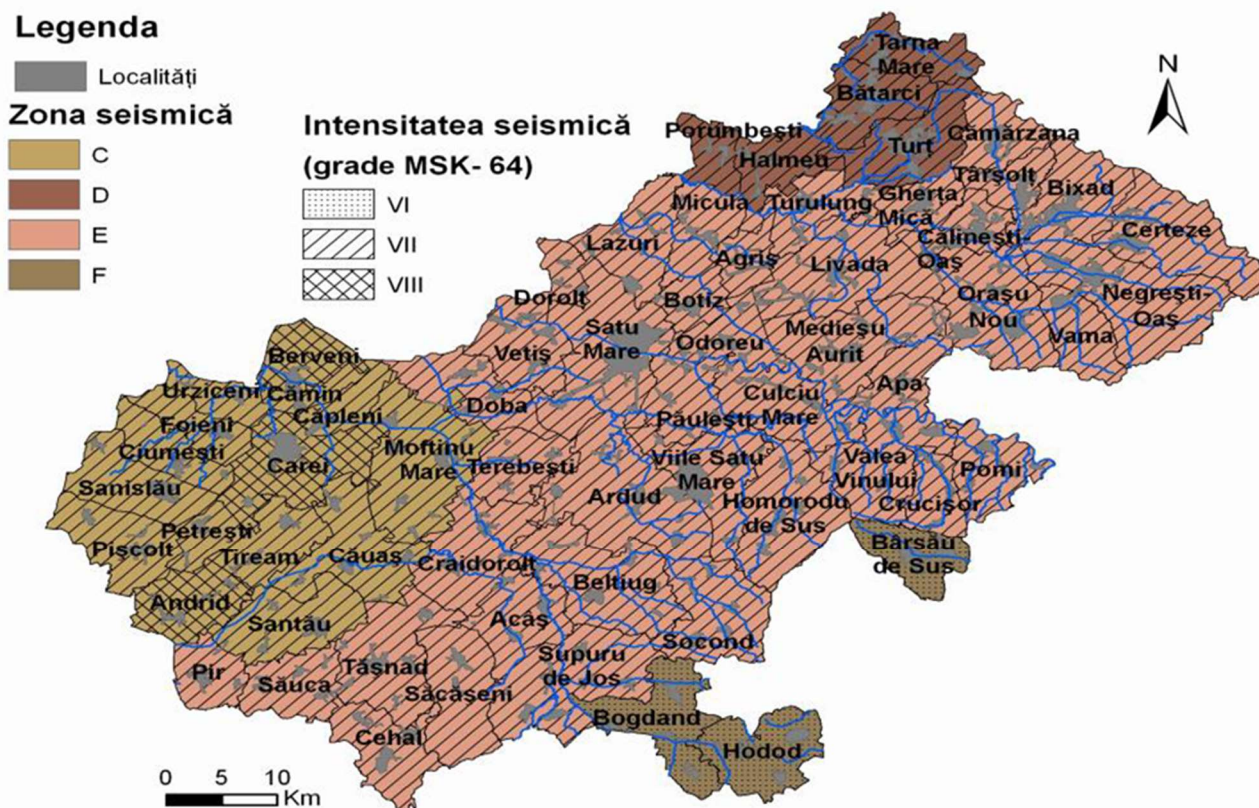 Legenda
Localități
Zona seismică
C
D
E
F
Intensitatea seismică
(grade MSK- 64)
VI
VII
VIII
N
Tarna
Mare
Bătarci
Porumbești
Halmeu
Turț
Cămărzana
Târșolt
Bixad
Gherța
Mică
Micula
Turulung
Certeze
Călinești-
Oaș
Lazuri
Agriș
Livada
Negrești-
Oaș
Orașu
Nou
Vama
Dorolt
Botiz
Satu
Mare
Odoreu
Medieșu
Aurit
Vetiș
Apa
Berveni
Urziceni
Cămin
Căpleni
Doba
Culciu
Mare
Păulești
Foieni
Ciumești
Carei
Moftinu
Mare
Terebești
Viile Satu
Mare
Valea
Vinului
Pomi
Sanislău
Ardud
Homorodu
de Sus
Crucișor
Petrești
Pișcolt
Tiream
Căuaș
Craidorolț
Bârsău
de Sus
Beltiug
Andrid
Santău
Acâș
Socond
Pir
Săuca
Tășnad
Săcășeni
Supuru
de Jos
Cehal
Bogdand
Hodod
0 5 10
Km